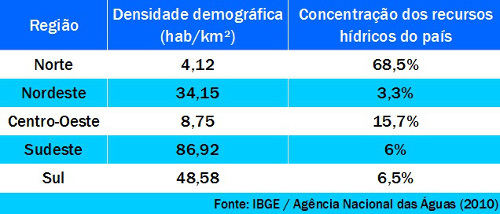 Região Densidade demográfica (hab/km²) Concentração dos recursos hídricos do país
Norte 4,12 68,5%
Nordeste 34,15 3,3%
Centro-Oeste 8,75 15,7%
Sudeste 86,92 6%
Sul 48,58 6,5%
Fonte: IBGE / Agência Nacional das Águas (2010)